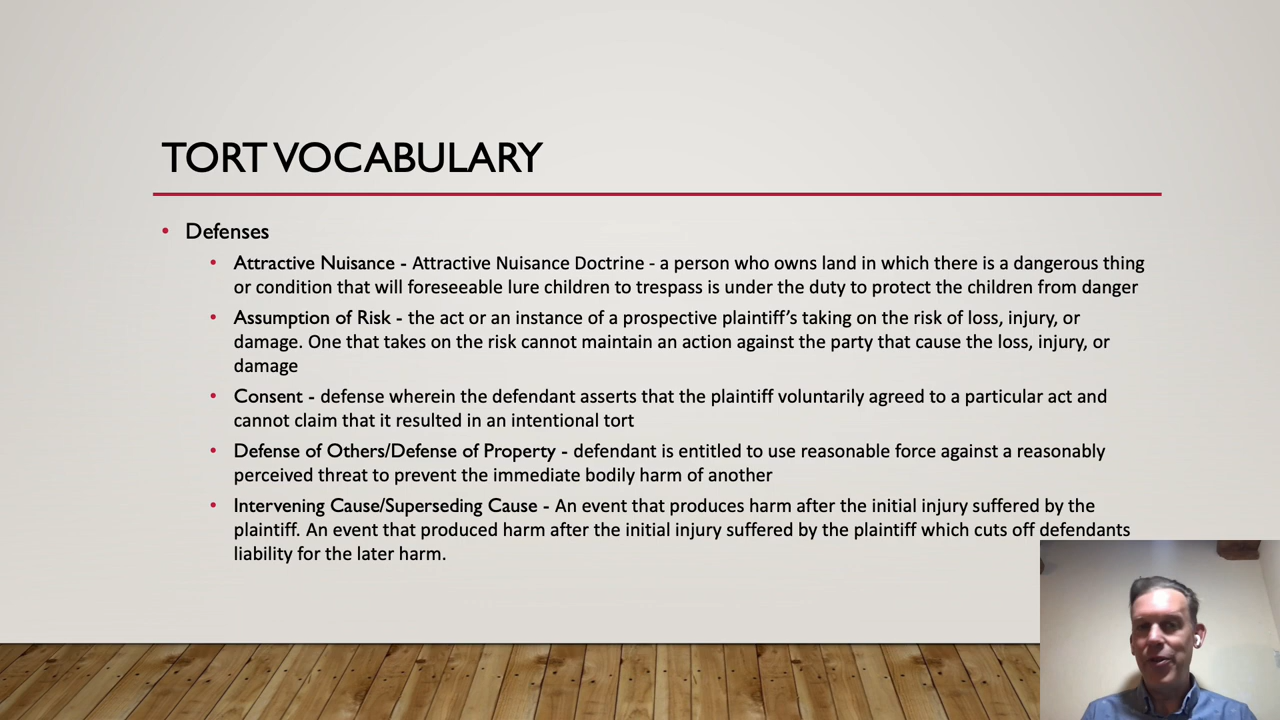 TORT VOCABULARY
• Defenses
• Attractive Nuisance - Attractive Nuisance Doctrine - a person who owns land in which there is a dangerous thing
or condition that will foreseeable lure children to trespass is under the duty to protect the children from danger
• Assumption of Risk - the act or an instance of a prospective plaintiff's taking on the risk of loss, injury, or
damage. One that takes on the risk cannot maintain an action against the party that cause the loss, injury, or
damage
• Consent - defense wherein the defendant asserts that the plaintiff voluntarily agreed to a particular act and
cannot claim that it resulted in an intentional tort
• Defense of Others/Defense of Property - defendant is entitled to use reasonable force against a reasonably
perceived threat to prevent the immediate bodily harm of another
• Intervening Cause/Superseding Cause - An event that produces harm after the initial injury suffered by the
plaintiff. An event that produced harm after the initial injury suffered by the plaintiff which cuts off defendants
liability for the later harm.